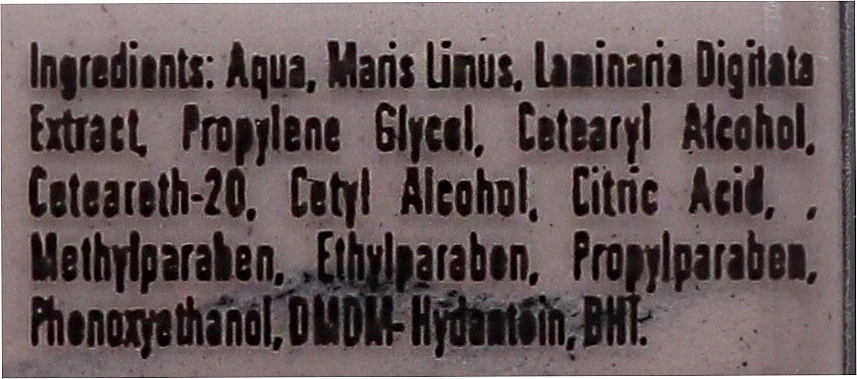 Ingredients: Aqua, Maris Limus, Laminaria Digitata
Extract, Propylene Glycol, Cetearyl Alcohol,
Ceteareth-20, Cetyl Alcohol, Citric Acid, ,
Methylparaben, Ethylparaben, Propylparaben,
Phenoxyethanol, DMDM-Hydantoin, BHT.